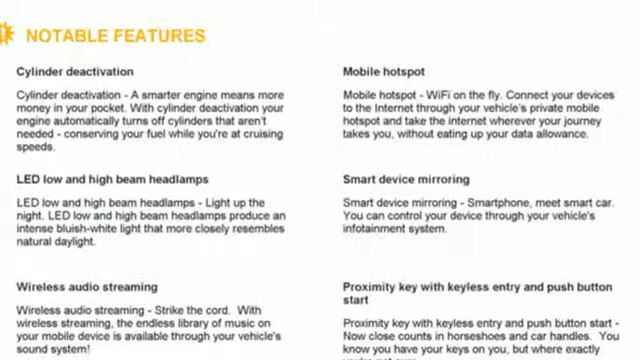 NOTABLE FEATURES
Cylinder deactivation
Cylinder deactivation - A smarter engine means more
money in your pocket. With cylinder deactivation your
engine automatically turns off cylinders that aren't
needed - conserving your fuel while you're at cruising
speeds.
LED low and high beam headlamps
LED low and high beam headlamps - Light up the
night. LED low and high beam headlamps produce an
intense bluish-white light that more closely resembles
natural daylight.
Wireless audio streaming
Wireless audio streaming - Strike the cord.  With
wireless streaming, the endless library of music on
your mobile device is available through your vehicle's
sound system!
Mobile hotspot
Mobile hotspot - WiFi on the fly. Connect your devices
to the Internet through your vehicle's private mobile
hotspot and take the internet wherever your journey
takes you, without eating up your data allowance.
Smart device mirroring
Smart device mirroring - Smartphone, meet smart car.
You can control your device through your vehicle's
infotainment system.
Proximity key with keyless entry and push button
start
Proximity key with keyless entry and push button start -
Now close counts in horseshoes and car handles.  You
know you have your keys on you, but where exactly